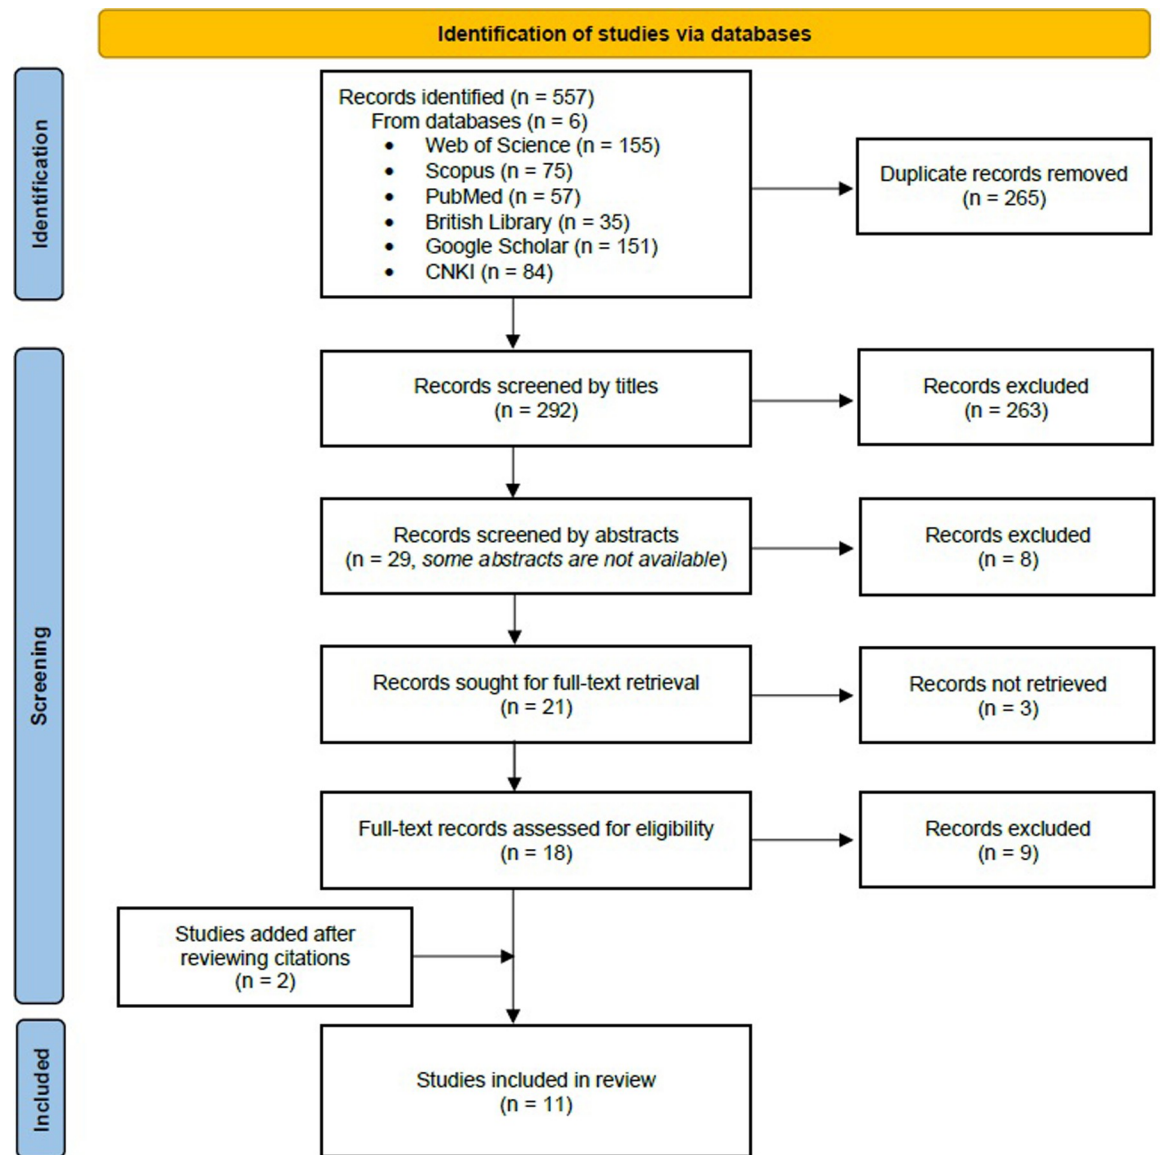 Identification of studies via databases
Identification
Records identified (n = 557)
From databases (n = 6)
• Web of Science (n = 155)
• Scopus (n = 75)
• PubMed (n = 57)
• British Library (n = 35)
• Google Scholar (n = 151)
• CNKI (n = 84)
Duplicate records removed
(n = 265)
Screening
Records screened by titles
(n = 292)
Records excluded
(n = 263)
Records screened by abstracts
(n = 29, some abstracts are not available)
Records excluded
(n = 8)
Records sought for full-text retrieval
(n = 21)
Records not retrieved
(n = 3)
Full-text records assessed for eligibility
(n = 18)
Records excluded
(n = 9)
Studies added after
reviewing citations
(n = 2)
Included
Studies included in review
(n = 11)